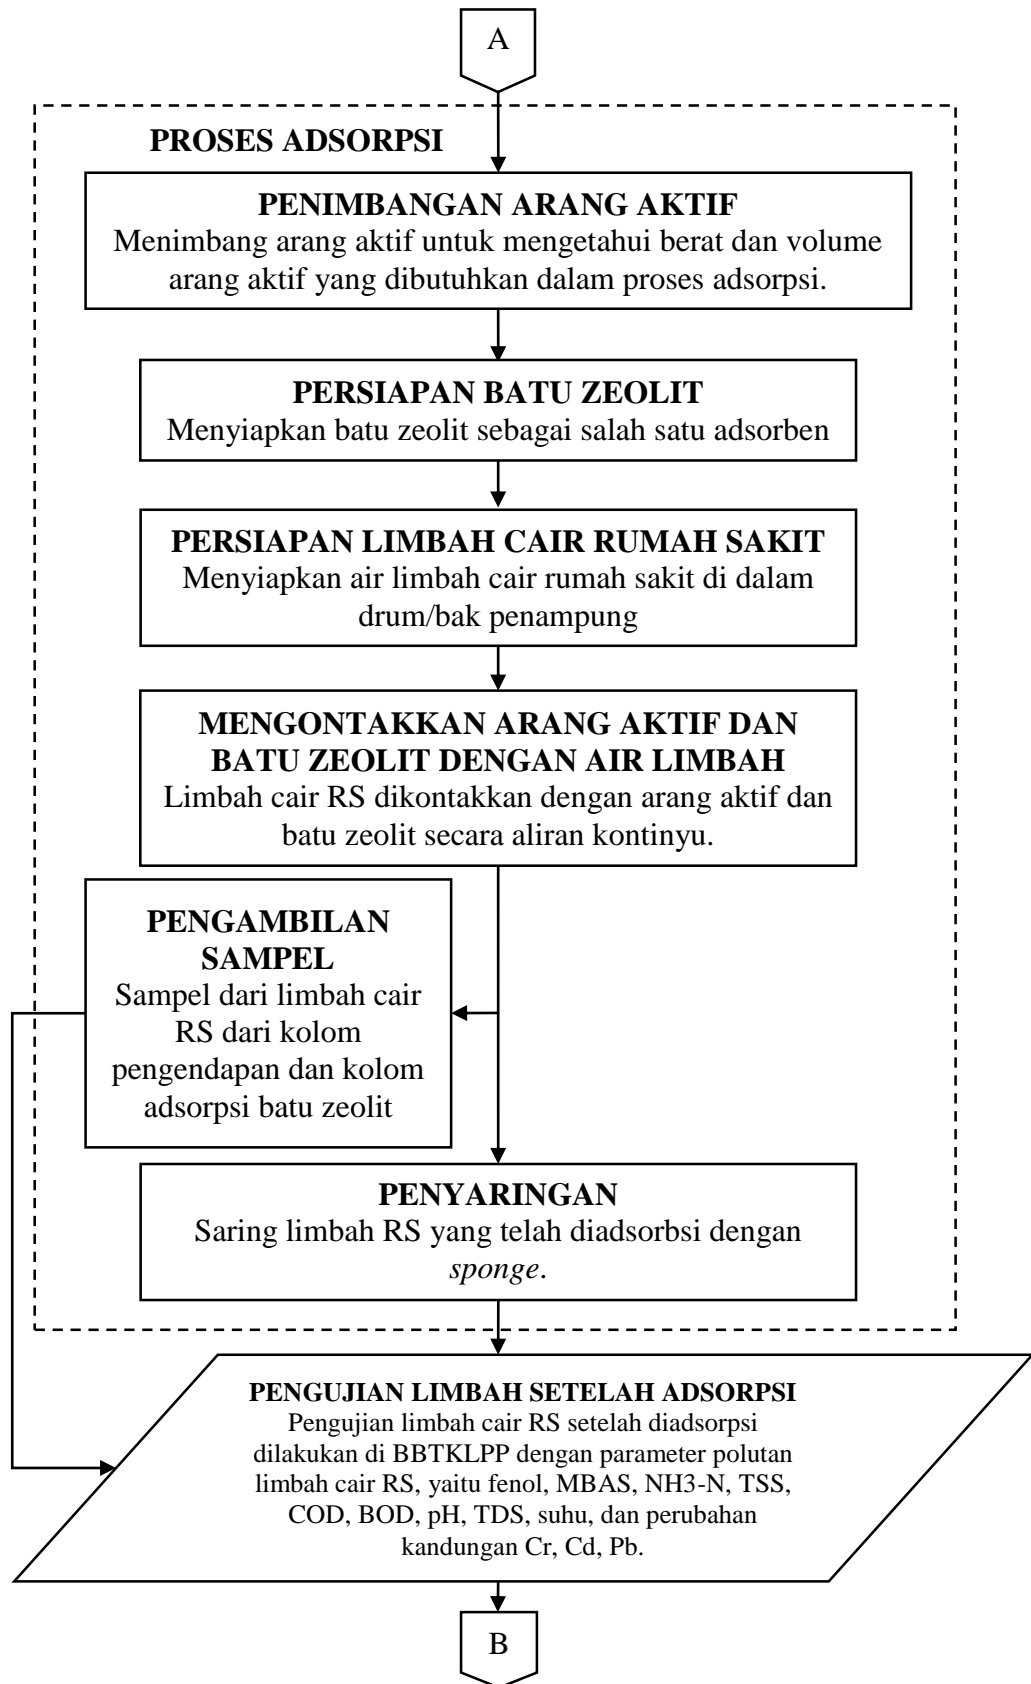 A
PROSES ADSORPSI
PENIMBANGAN ARANG AKTIF
Menimbang arang aktif untuk mengetahui berat dan volume
arang aktif yang dibutuhkan dalam proses adsorpsi.
PERSIAPAN BATU ZEOLIT
Menyiapkan batu zeolit sebagai salah satu adsorben
PERSIAPAN LIMBAH CAIR RUMAH SAKIT
Menyiapkan air limbah cair rumah sakit di dalam
drum/bak penampung
MENGONTAKKAN ARANG AKTIF DAN
BATU ZEOLIT DENGAN AIR LIMBAH
Limbah cair RS dikontakkan dengan arang aktif dan
batu zeolit secara aliran kontinyu.
PENGAMBILAN
SAMPEL
Sampel dari limbah cair
RS dari kolom
pengendapan dan kolom
adsorpsi batu zeolit
PENYARINGAN
Saring limbah RS yang telah diadsorbsi dengan
sponge.
PENGUJIAN LIMBAH SETELAH ADSORPSI
Pengujian limbah cair RS setelah diadsorpsi
dilakukan di BBTKLPP dengan parameter polutan
limbah cair RS, yaitu fenol, MBAS, NH3-N, TSS,
COD, BOD, pH, TDS, suhu, dan perubahan
kandungan Cr, Cd, Pb.
B